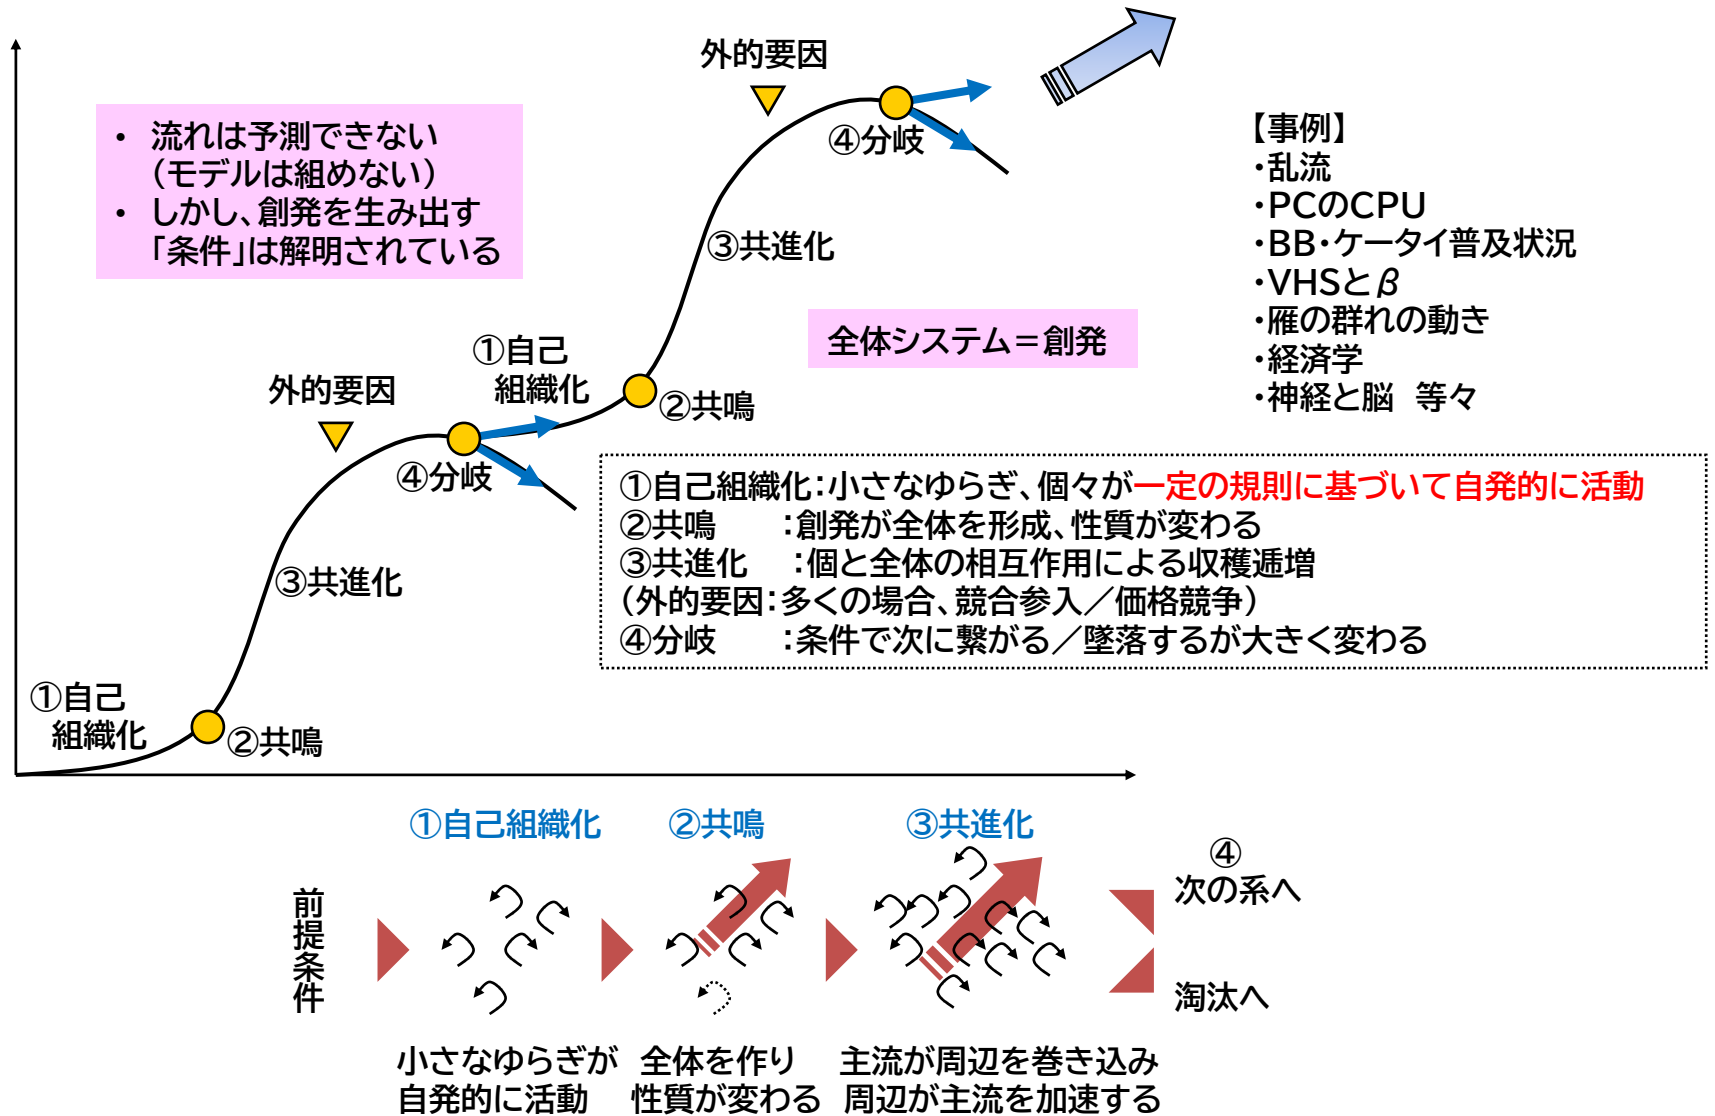 外的要因
・ 流れは予測できない
（モデルは組めない）
・ しかし、創発を生み出す
「条件」は解明されている
④分岐
③共進化
【事例】
・乱流
・PCのCPU
・BB・ケータイ普及状況
・VHSとβ
・雁の群れの動き
・経済学
・神経と脳　等々
全体システム＝創発
①自己
組織化
②共鳴
外的要因
④分岐
③共進化
①自己組織化：小さなゆらぎ、個々が一定の規則に基づいて自発的に活動
②共鳴　　：創発が全体を形成、性質が変わる
③共進化　：個と全体の相互作用による収穫逓増
（外的要因：多くの場合、競合参入／価格競争）
④分岐　　：条件で次に繋がる／墜落するが大きく変わる
①自己
組織化
②共鳴
①自己組織化
②共鳴
③共進化
④
次の系へ
前提条件
淘汰へ
小さなゆらぎが
自発的に活動
全体を作り
性質が変わる
主流が周辺を巻き込み
周辺が主流を加速する